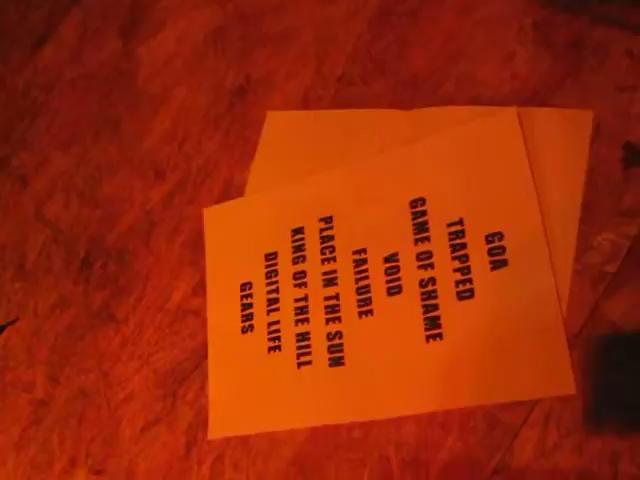 GOA
TRAPPED
GAME OF SHAME
VOID
FAILURE
PLACE IN THE SUN
KING OF THE HILL
DIGITAL LIFE
GEARS